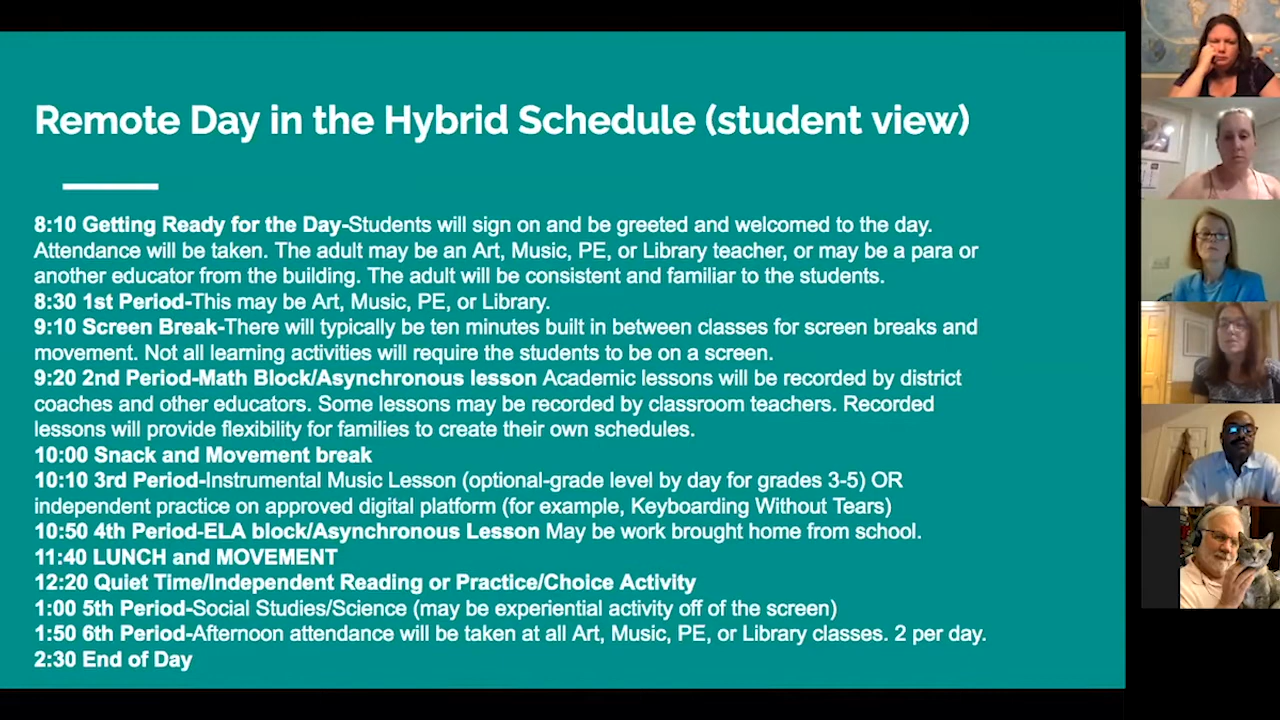 Remote Day in the Hybrid Schedule (student view)
8:10 Getting Ready for the Day-Students will sign on and be greeted and welcomed to the day.
Attendance will be taken. The adult may be an Art, Music, PE, or Library teacher, or may be a para or
another educator from the building. The adult will be consistent and familiar to the students.
8:30 1st Period-This may be Art, Music, PE, or Library.
9:10 Screen Break-There will typically be ten minutes built in between classes for screen breaks and
movement. Not all learning activities will require the students to be on a screen.
9:20 2nd Period-Math Block/Asynchronous lesson Academic lessons will be recorded by district
coaches and other educators. Some lessons may be recorded by classroom teachers. Recorded
lessons will provide flexibility for families to create their own schedules.
10:00 Snack and Movement break
10:10 3rd Period-Instrumental Music Lesson (optional-grade level by day for grades 3-5) OR
independent practice on approved digital platform (for example, Keyboarding Without Tears)
10:50 4th Period-ELA block/Asynchronous Lesson May be work brought home from school.
11:40 LUNCH and MOVEMENT
12:20 Quiet Time/Independent Reading or Practice/Choice Activity
1:00 5th Period-Social Studies/Science (may be experiential activity off of the screen)
1:50 6th Period-Afternoon attendance will be taken at all Art, Music, PE, or Library classes. 2 per day.
2:30 End of Day